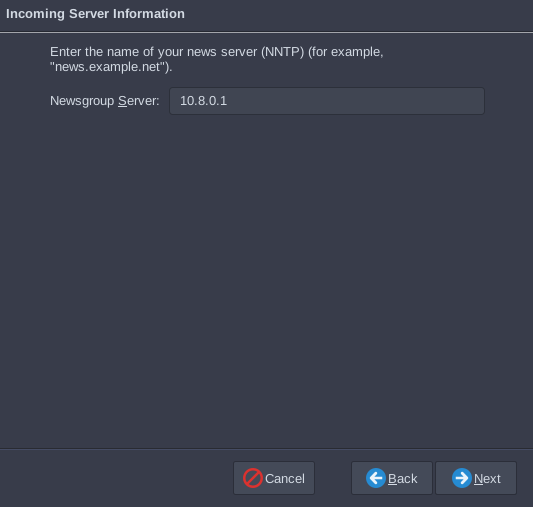 Incoming Server Information
Enter the name of your news server (NNTP) (for example,
"news.example.net").
Newsgroup Server: 10.8.0.1
Cancel Back Next